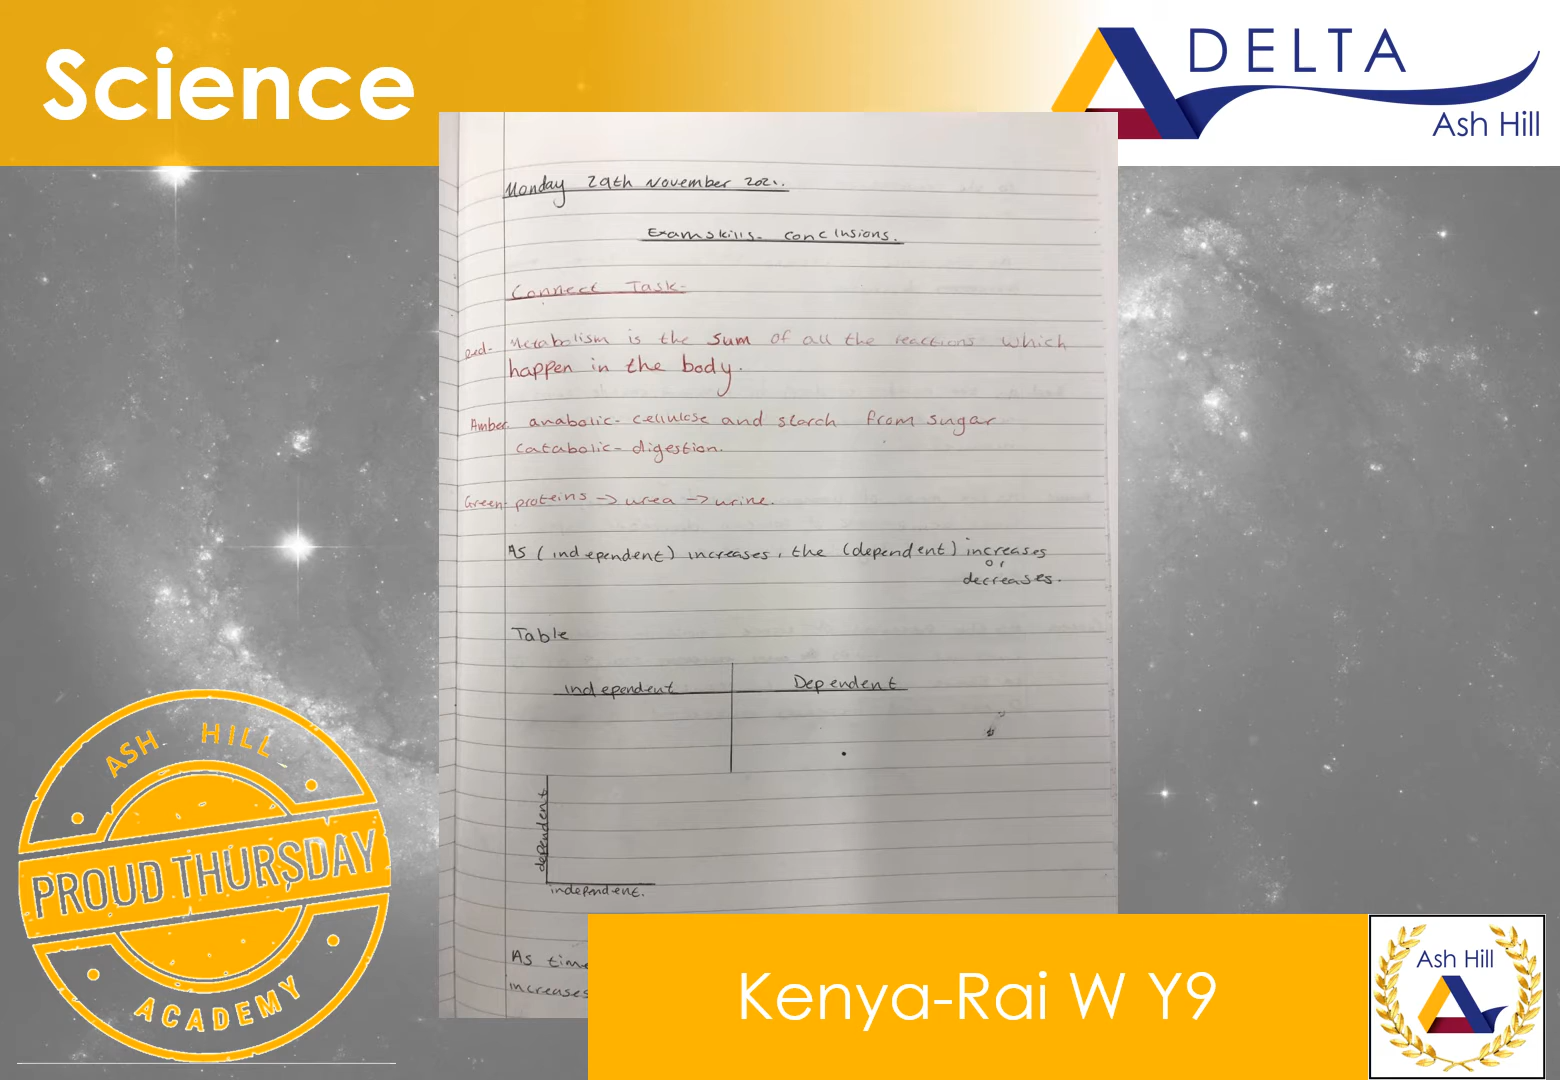 Science
DELTA
Ash Hill
Monday 29th November 2021.
Exam skills - conclusions.
Connect Task-
Red- Metabolism is the sum of all the reactions which
happen in the body.
Amber anabolic- cellulose and starch from sugar
catabolic- digestion.
Green- proteins -> urea -> urine.
As (independent) increases, the (dependent) increases
or
decreases.
Table
independent Dependent
dependent
independent.
As time
increases
ASH HILL
PROUD THURSDAY
ACADEMY
Kenya-Rai W Y9
Ash Hill